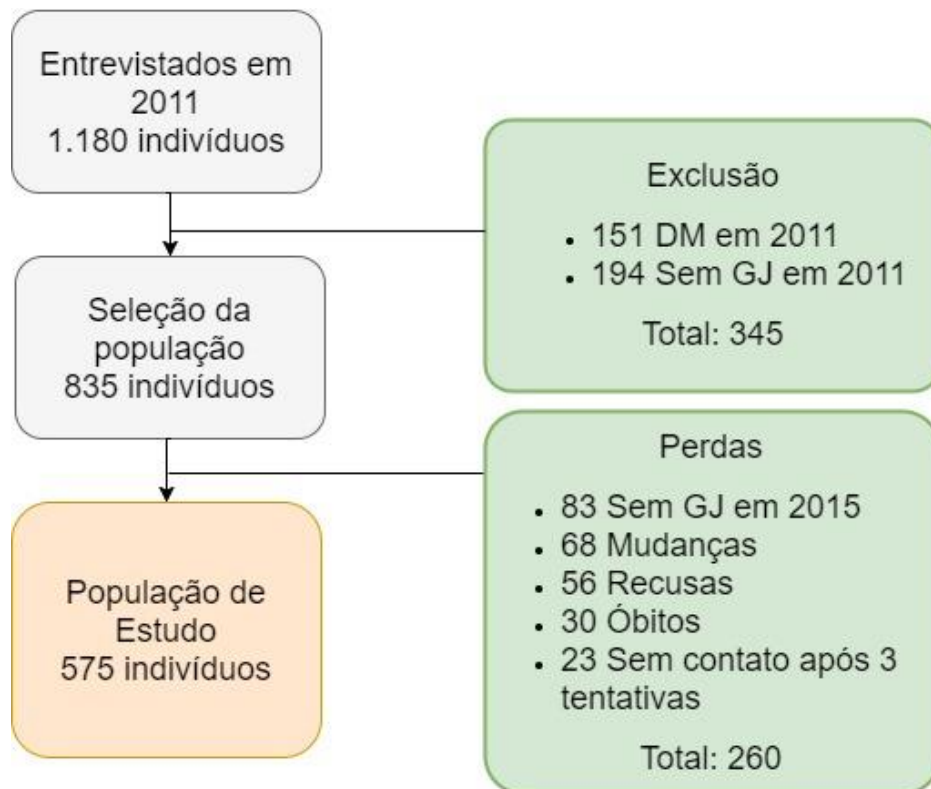 Entrevistados em
2011
1.180 indivíduos
Exclusão
• 151 DM em 2011
• 194 Sem GJ em 2011
Total: 345
Seleção da
população
835 indivíduos
Perdas
• 83 Sem GJ em 2015
• 68 Mudanças
• 56 Recusas
• 30 Óbitos
• 23 Sem contato após 3
tentativas
Total: 260
População de
Estudo
575 indivíduos